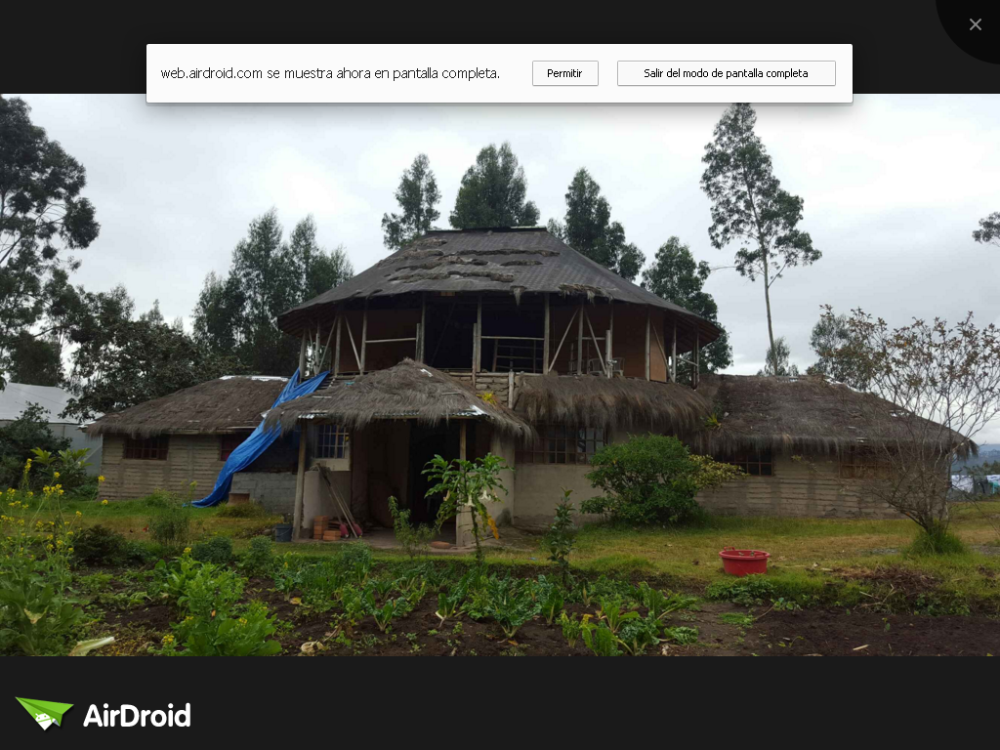 web.airdroid.com se muestra ahora en pantalla completa.
Permitir
Salir del modo de pantalla completa
AirDroid